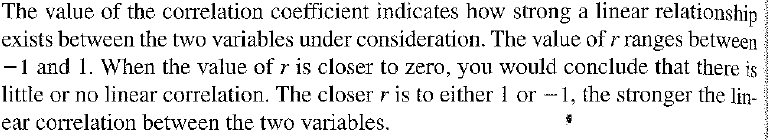 The value of the correlation coefficient indicates how strong a linear relationship
exists between the two variables under consideration. The value of r ranges between
−1 and 1. When the value of r is closer to zero, you would conclude that there is
little or no linear correlation. The closer r is to either 1 or −1, the stronger the lin-
ear correlation between the two variables.